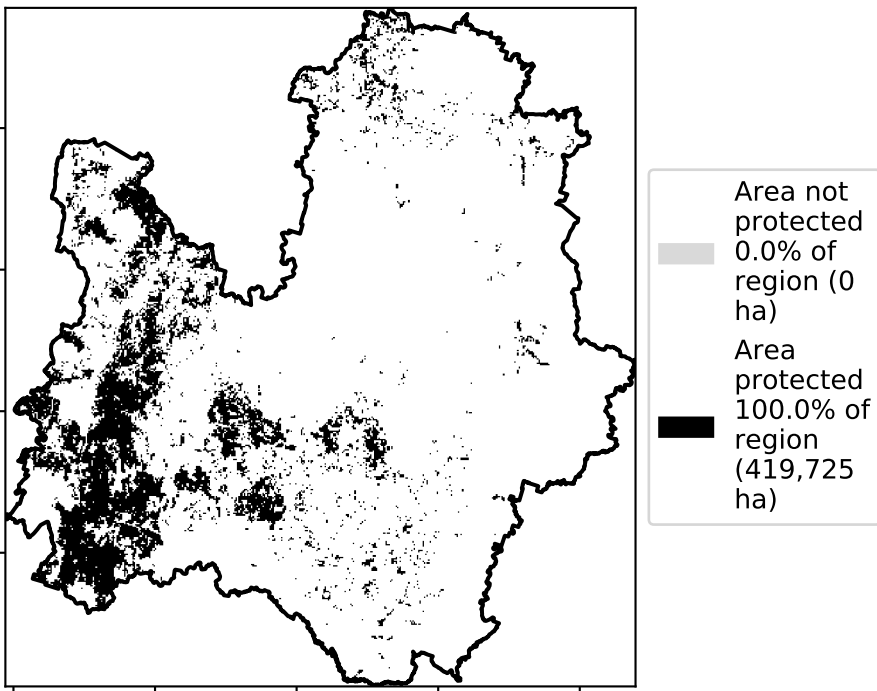 Area not
protected
0.0% of
region (0
ha)
Area
protected
100.0% of
region
(419,725
ha)